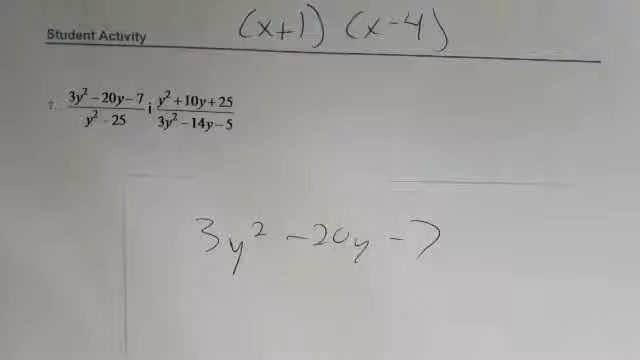 (x+1) (x-4)
Student Activity
7. 3y² - 20y - 7 / y² - 25 i y² + 10y + 25 / 3y² - 14y - 5
3y² - 20y - 7